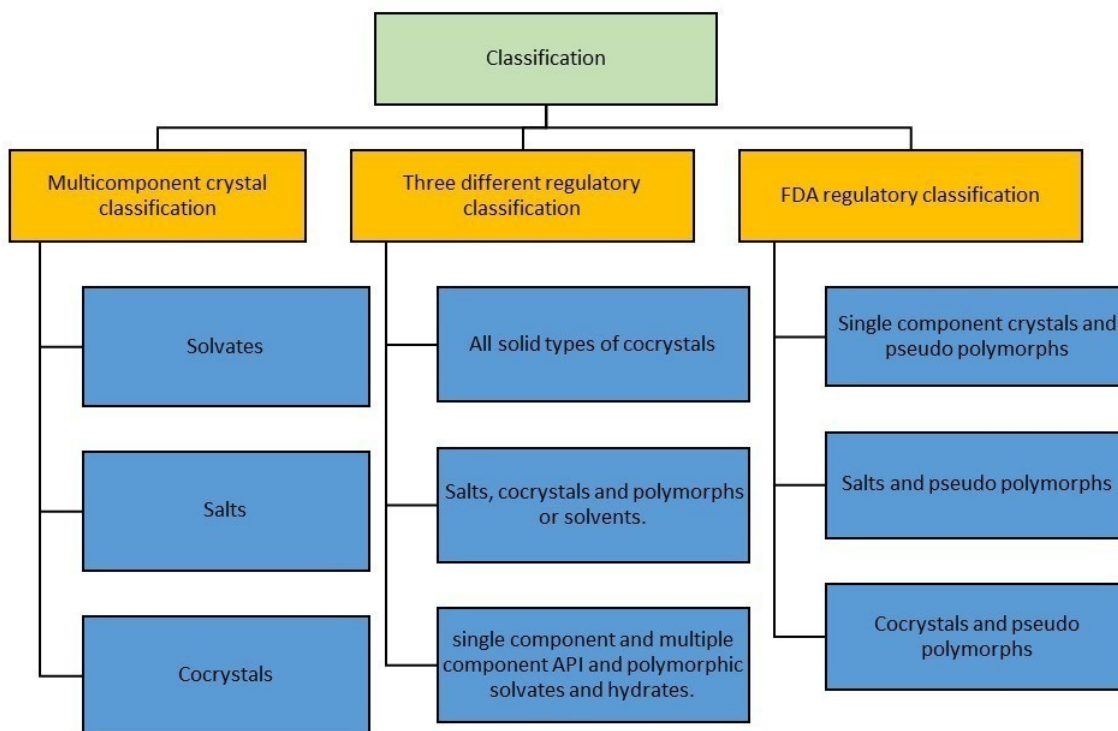 Classification
Multicomponent crystal
classification
Three different regulatory
classification
FDA regulatory classification
Solvates
Salts
Cocrystals
All solid types of cocrystals
Salts, cocrystals and polymorphs
or solvents.
single component and multiple
component API and polymorphic
solvates and hydrates.
Single component crystals and
pseudo polymorphs
Salts and pseudo polymorphs
Cocrystals and pseudo
polymorphs